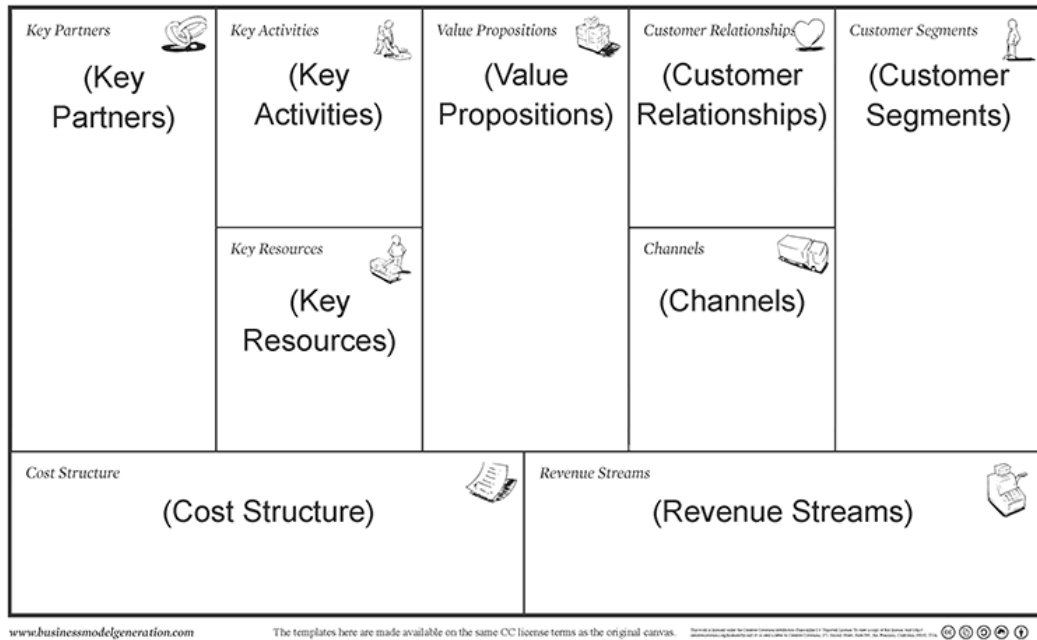 Key Partners
(Key
Partners)
Key Activities
(Key
Activities)
Key Resources
(Key
Resources)
Value Propositions
(Value
Propositions)
Customer Relationships
(Customer
Relationships)
Channels
(Channels)
Customer Segments
(Customer
Segments)
Cost Structure
(Cost Structure)
Revenue Streams
(Revenue Streams)
www.businessmodelgeneration.com
The templates here are made available on the same CC license terms as the original canvas.